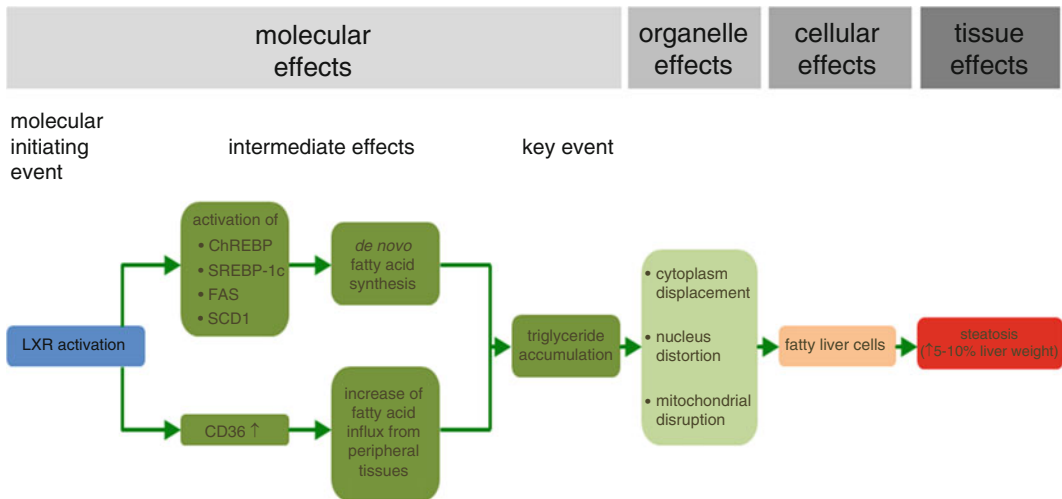 molecular
effects
organelle
effects
cellular
effects
tissue
effects
molecular
initiating
event
intermediate effects
key event
activation of
• ChREBP
• SREBP-1c
• FAS
• SCD1
de novo
fatty acid
synthesis
LXR activation
CD36 ↑
increase of
fatty acid
influx from
peripheral
tissues
triglyceride
accumulation
• cytoplasm
displacement
• nucleus
distortion
• mitochondrial
disruption
fatty liver cells
steatosis
(↑5-10% liver weight)